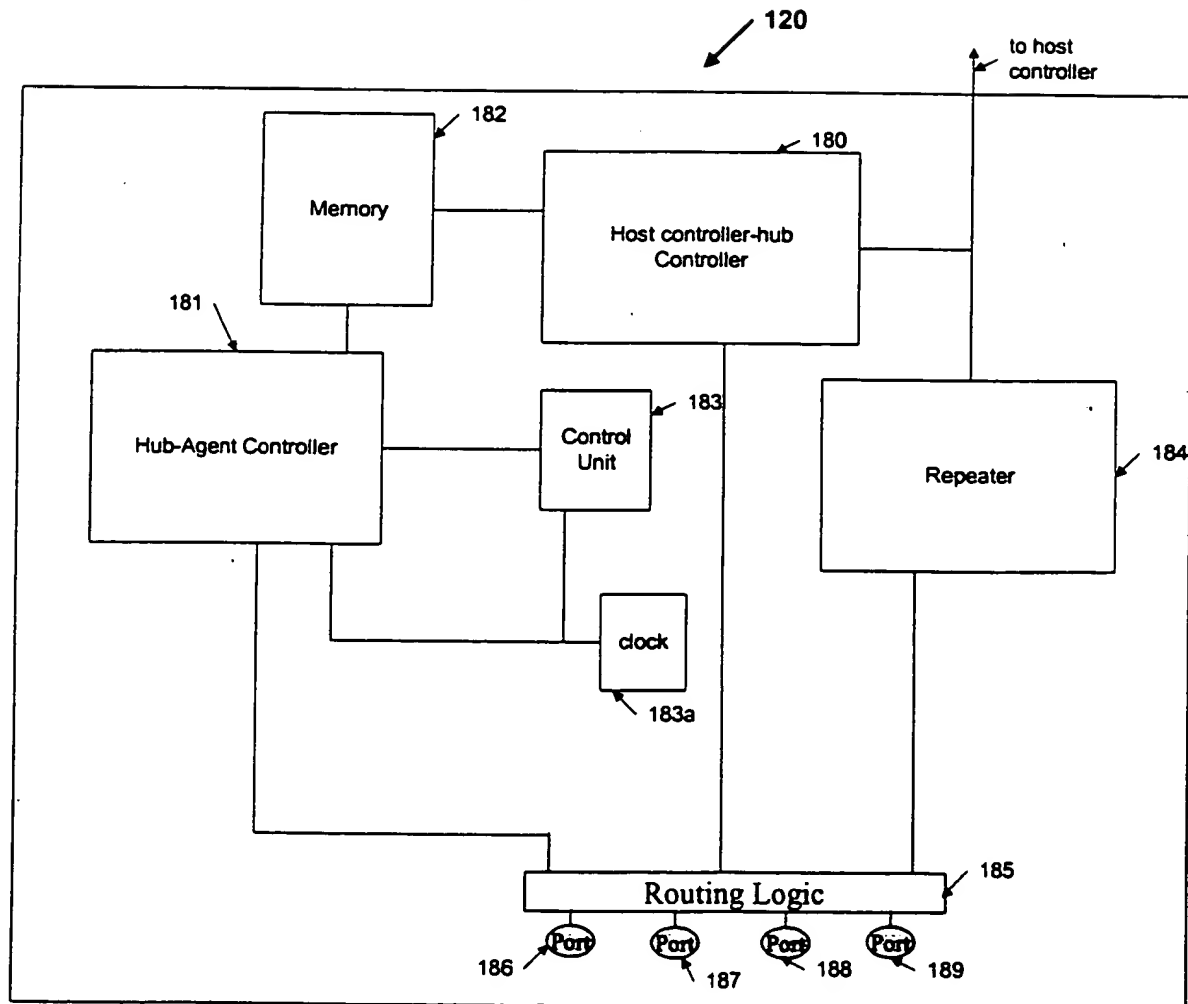 120
to host
controller
182
180
Memory
Host controller-hub
Controller
181
183
Hub-Agent Controller
Control
Unit
184
Repeater
clock
183a
185
Routing Logic
Port Port Port Port
186 187 188 189